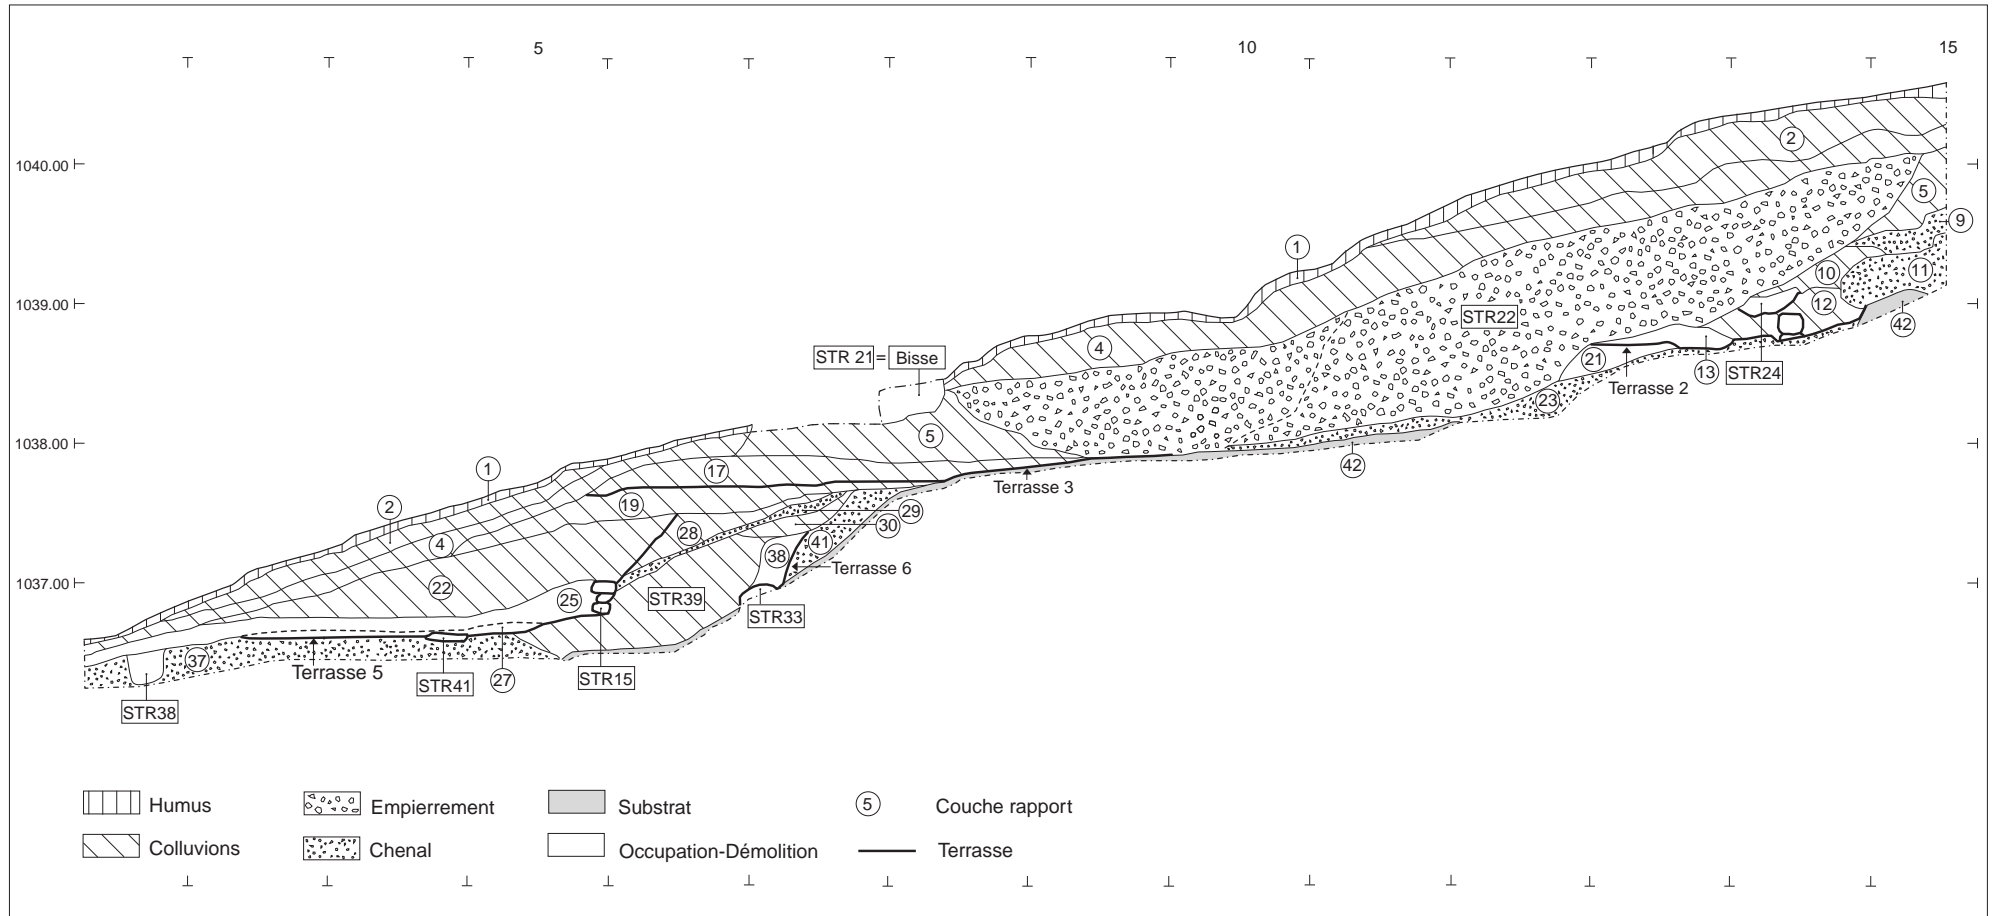 5 10 15
1040.00
2
5
9
1
10 11
1039.00
12
STR22
42
4
STR 21 = Bisse
21 13 STR24
Terrasse 2
23
1038.00
5
42
1 17
Terrasse 3
2 19
29
28 30
4 41
38
Terrasse 6
1037.00
22
25 STR39
STR33
37
Terrasse 5 STR41 27 STR15
STR38
Humus Empierrement Substrat 5 Couche rapport
Colluvions Chenal Occupation-Démolition Terrasse